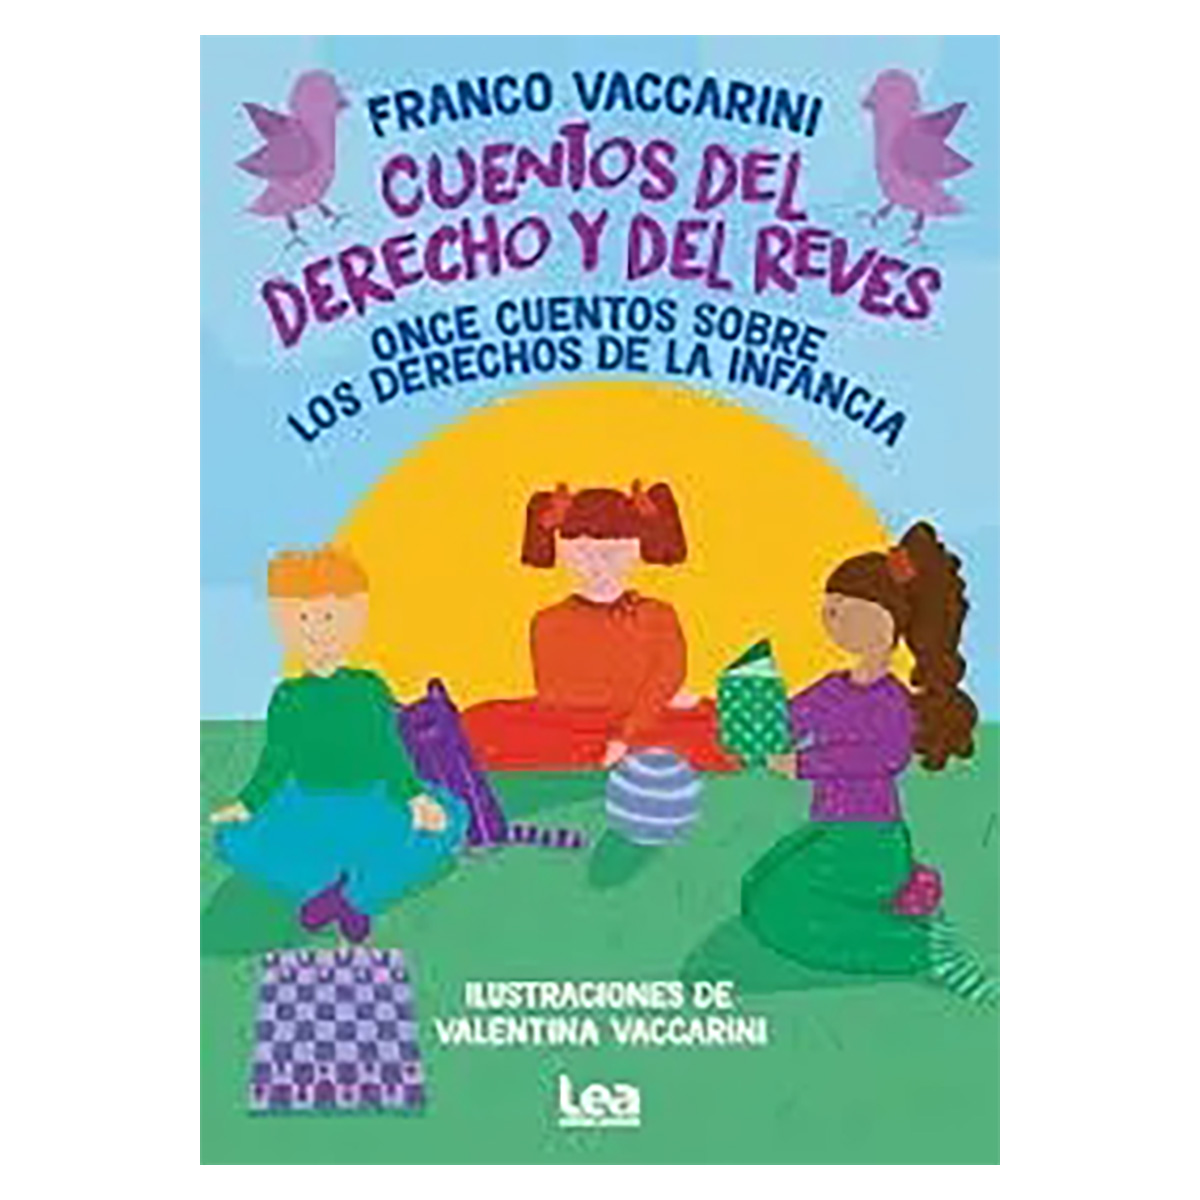 FRANCO VACCARINI
CUENTOS DEL
DERECHO Y DEL REVES
ONCE CUENTOS SOBRE
LOS DERECHOS DE LA INFANCIA
ILUSTRACIONES DE
VALENTINA VACCARINI
Lea